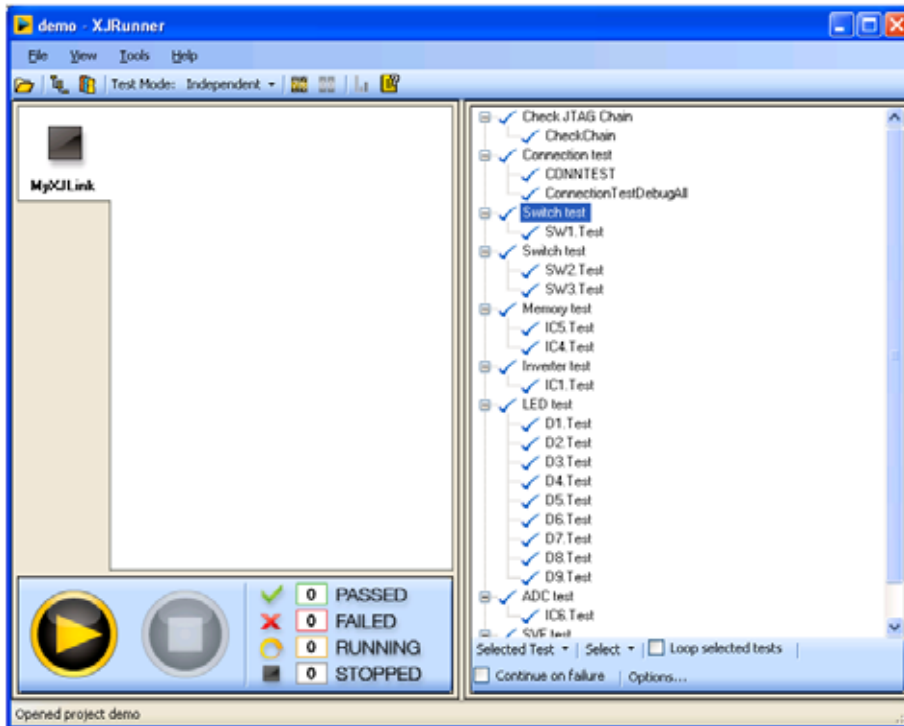 demo - XJRunner
File View Tools Help
Test Mode: Independent
MyXJLink
Check JTAG Chain
CheckChain
Connection test
CONNTEST
ConnectionTestDebugAll
Switch test
SW1.Test
Switch test
SW2.Test
SW3.Test
Memory test
IC5.Test
IC4.Test
Inverter test
IC1.Test
LED test
D1.Test
D2.Test
D3.Test
D4.Test
D5.Test
D6.Test
D7.Test
D8.Test
D9.Test
ADC test
IC6.Test
SVF test
0 PASSED
0 FAILED
0 RUNNING
0 STOPPED
Selected Test Select Loop selected tests
Continue on failure Options...
Opened project demo